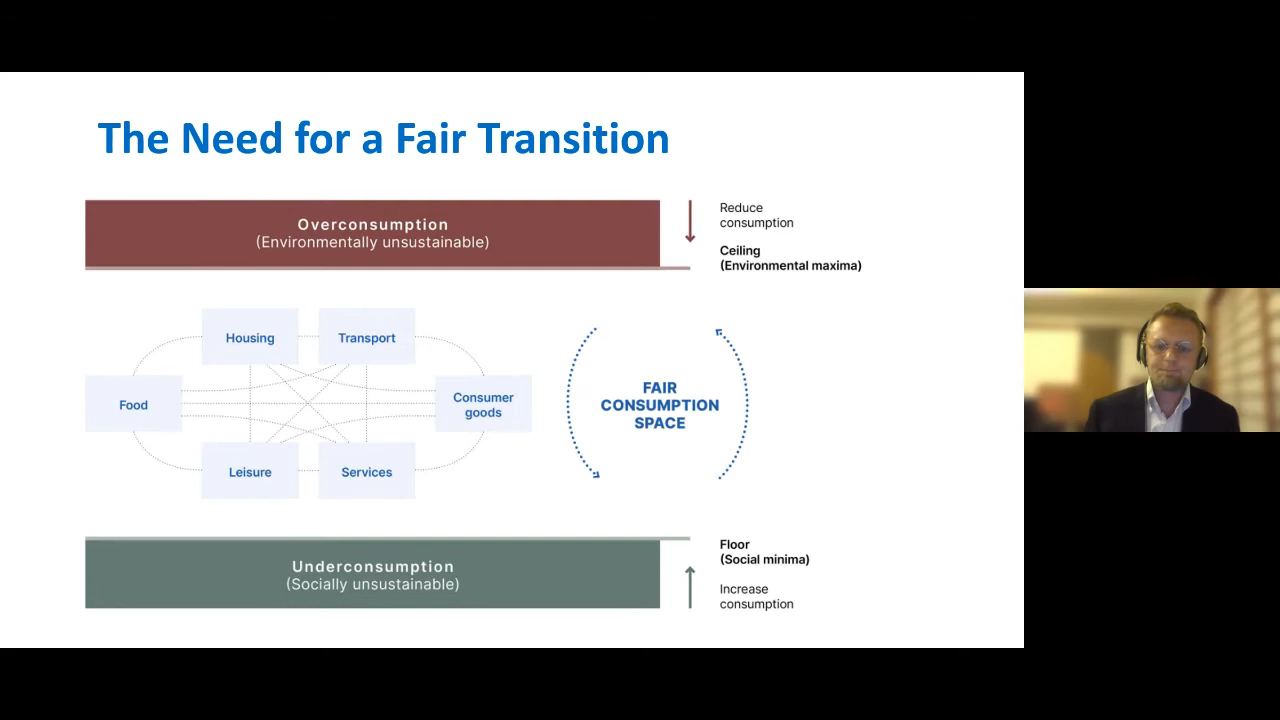 The Need for a Fair Transition
Overconsumption
(Environmentally unsustainable)
Reduce
consumption
Ceiling
(Environmental maxima)
Housing
Transport
Food
Consumer
goods
Leisure
Services
FAIR
CONSUMPTION
SPACE
Underconsumption
(Socially unsustainable)
Floor
(Social minima)
Increase
consumption